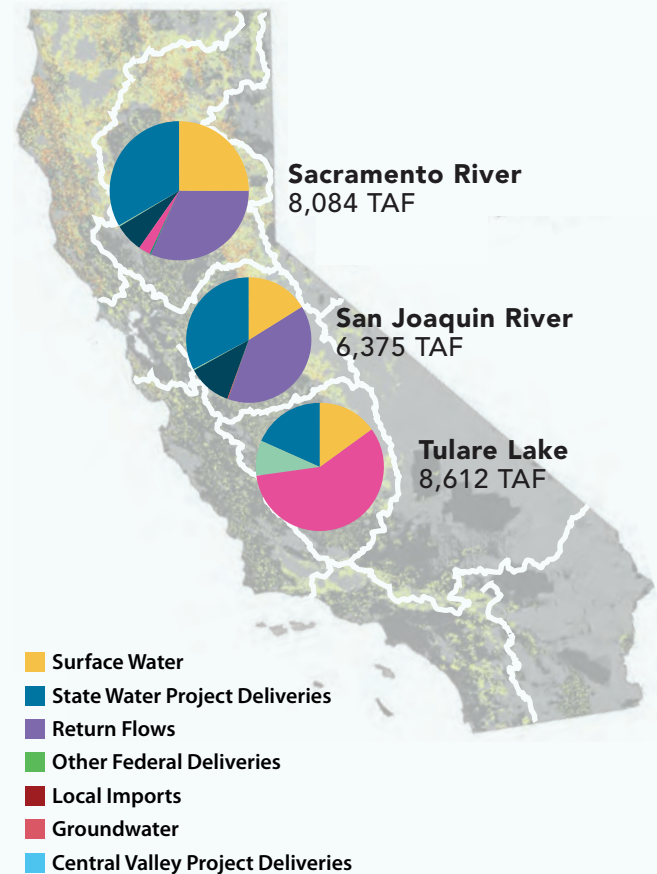 Sacramento River
8,084 TAF
San Joaquin River
6,375 TAF
Tulare Lake
8,612 TAF
Surface Water
State Water Project Deliveries
Return Flows
Other Federal Deliveries
Local Imports
Groundwater
Central Valley Project Deliveries